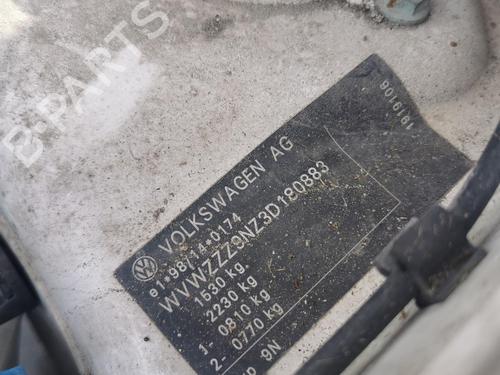 B-PARTS
1919106
VOLKSWAGEN AG
e1*98/14*0174
WVWZZZ9NZ3D180883
1530 kg
2230 kg
1- 0810 kg
2- 0770 kg
9N